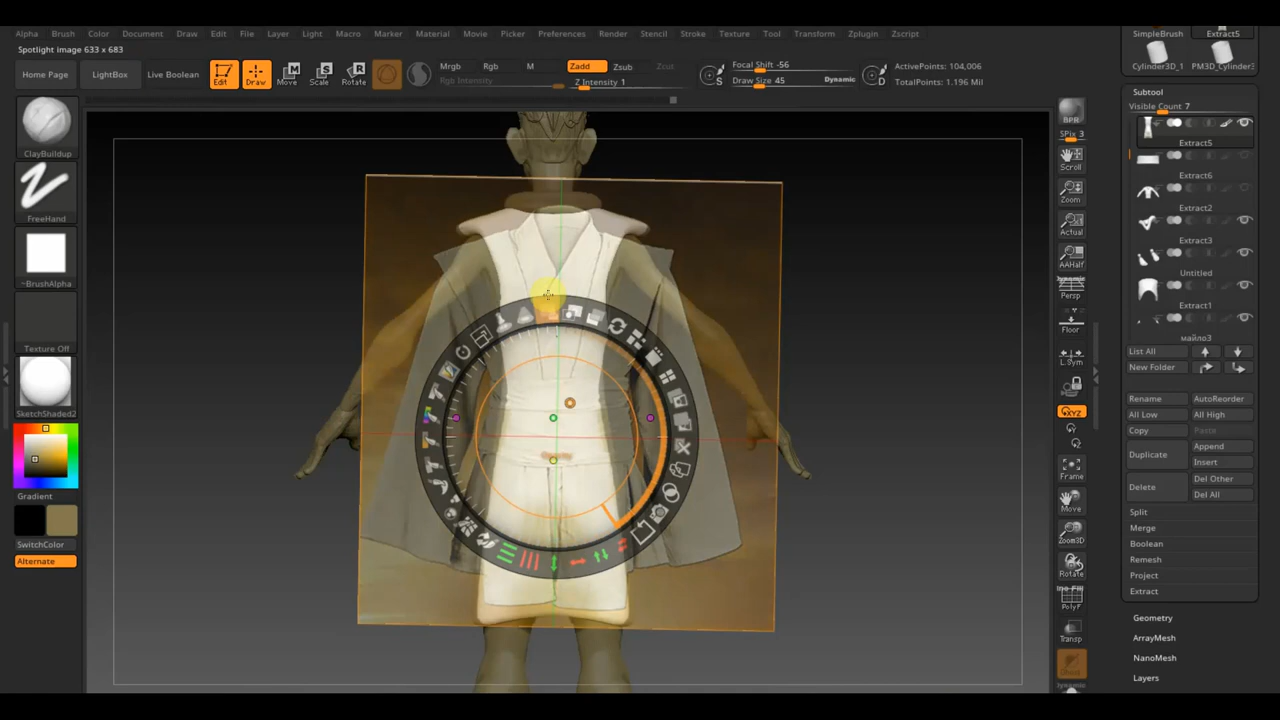 Alpha Brush Color Document Draw Edit File Layer Light Macro Marker Material Movie Picker Preferences Render Stencil Stroke Texture Tool Transform Zplugin Zscript
Spotlight image 633 x 683
Home Page LightBox Live Boolean Edit Draw Move Scale Rotate
Mrgb Rgb M Zadd Zsub Zcut
Rgb Intensity Z Intensity 1
Focal Shift -56
Draw Size 45 Dynamic
S D
ActivePoints: 104,006
TotalPoints: 1.196 Mil
ClayBuildup
FreeHand
~BrushAlpha
Texture Off
SketchShaded2
Gradient
SwitchColor
Alternate
BPR
SPix 3
Scroll
Zoom
Actual
AAHalf
Dynamic
Persp
Floor
L.Sym
XYZ
Frame
Move
Zoom3D
Rotate
PolyF
Transp
Dynamic
SimpleBrush Extract5
Cylinder3D_1
Subtool
Visible Count 7
Extract5
Extract6
Extract2
Extract3
Untitled
Extract1
майло3
List All
New Folder
Rename AutoReorder
All Low All High
Copy Paste
Duplicate Append
Insert
Delete Del Other
Del All
Split
Merge
Boolean
Remesh
Project
Extract
Geometry
ArrayMesh
NanoMesh
Layers